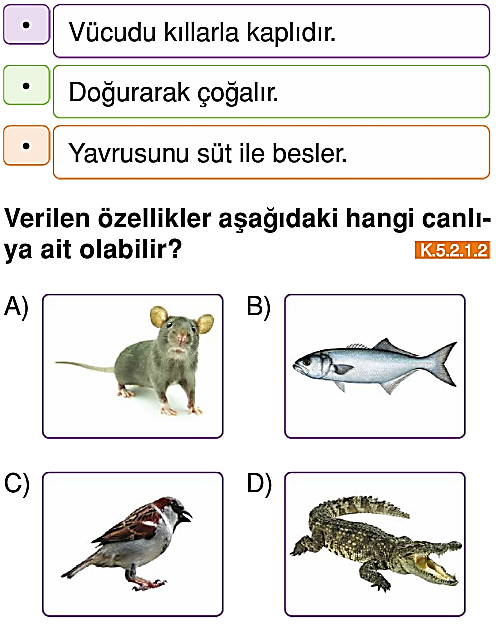 • Vücudu kıllarla kaplıdır.
• Doğurarak çoğalır.
• Yavrusunu süt ile besler.
Verilen özellikler aşağıdaki hangi canlı-
ya ait olabilir? K.5.2.1.2
A) B)
C) D)